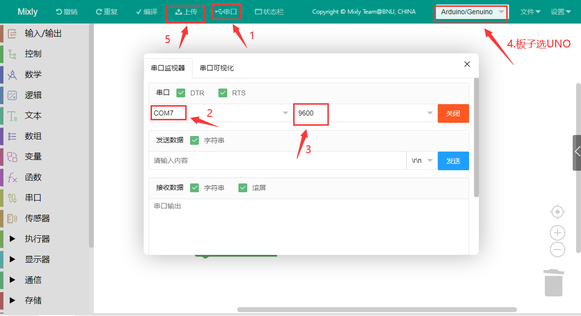 Mixly 撤销 重复 编译 上传 串口 状态栏 Copyright © Mixly Team@BNU, CHINA Arduino/Genuino 文件 设置
5 1 4.板子选UNO
输入/输出
控制
数学
逻辑
文本
数组
变量
函数
串口
传感器
执行器
显示器
通信
存储
串口监视器 串口可视化
串口 DTR RTS
COM7 9600 关闭
2 3
发送数据 字符串
请输入内容 \r\n 发送
接收数据 字符串 滚屏
串口输出